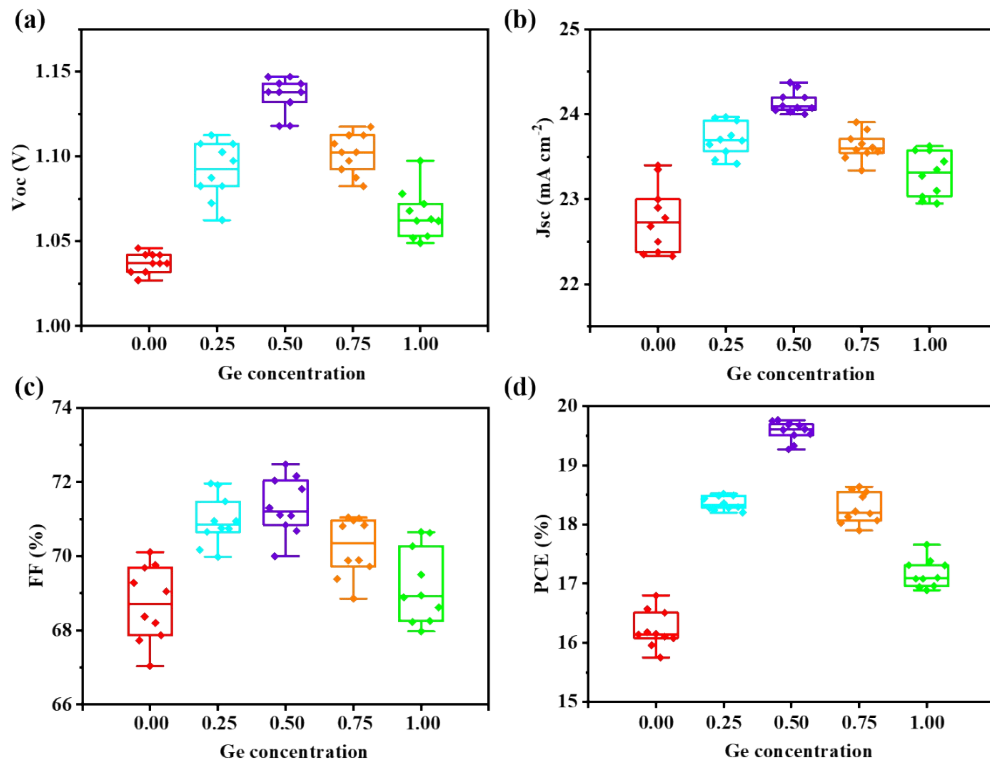 (a)
Voc (V)
1.15
1.10
1.05
1.00
0.00 0.25 0.50 0.75 1.00
Ge concentration
(b)
Jsc (mA cm⁻²)
25
24
23
22
0.00 0.25 0.50 0.75 1.00
Ge concentration
(c)
FF (%)
74
72
70
68
66
0.00 0.25 0.50 0.75 1.00
Ge concentration
(d)
PCE (%)
20
19
18
17
16
15
0.00 0.25 0.50 0.75 1.00
Ge concentration